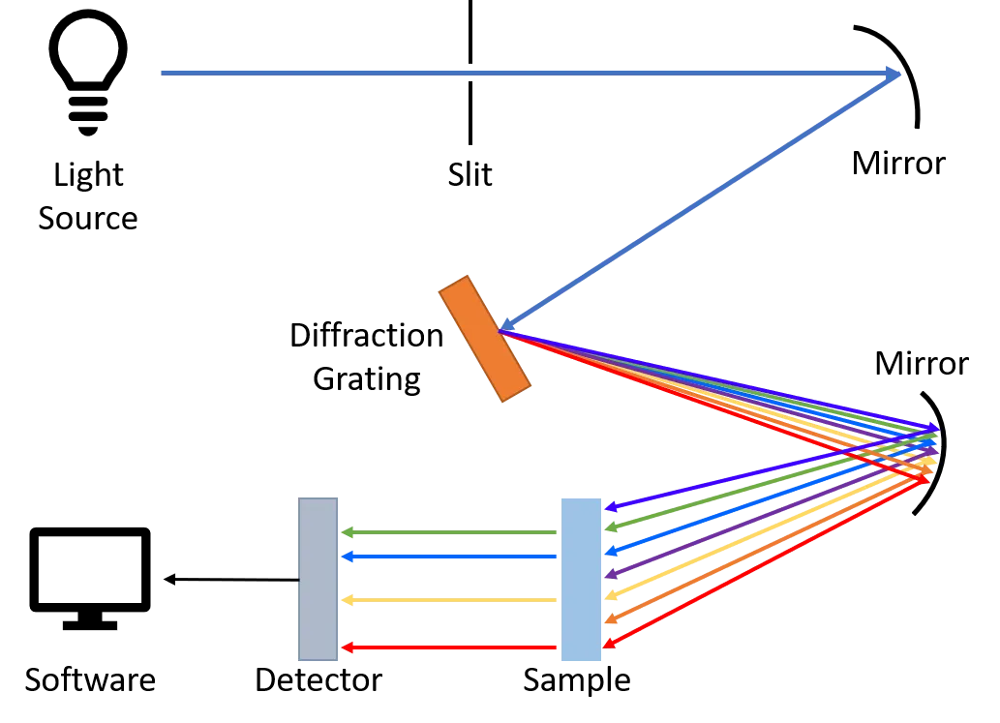 Light
Source
Slit
Mirror
Diffraction
Grating
Mirror
Software
Detector
Sample